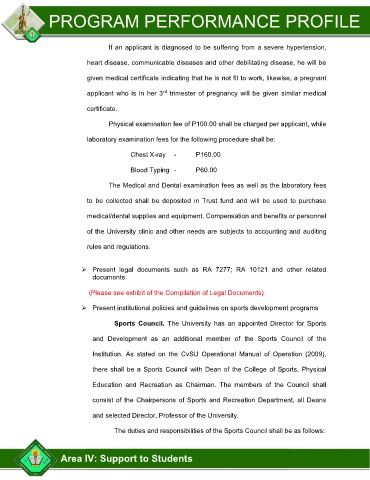 PROGRAM PERFORMANCE PROFILE
If an applicant is diagnosed to be suffering from a severe hypertension,
heart disease, communicable diseases and other debilitating disease, he will be
given medical certificate indicating that he is not fit to work, likewise, a pregnant
applicant who is in her 3rd trimester of pregnancy will be given similar medical
certificate.
Physical examination fee of P100.00 shall be charged per applicant, while
laboratory examination fees for the following procedure shall be:
Chest X-ray - P160.00
Blood Typing - P60.00
The Medical and Dental examination fees as well as the laboratory fees
to be collected shall be deposited in Trust fund and will be used to purchase
medical/dental supplies and equipment. Compensation and benefits or personnel
of the University clinic and other needs are subjects to accounting and auditing
rules and regulations.
➢ Present legal documents such as RA 7277; RA 10121 and other related
documents.
(Please see exhibit of the Compilation of Legal Documents)
➢ Present institutional policies and guidelines on sports development programs
Sports Council. The University has an appointed Director for Sports
and Development as an additional member of the Sports Council of the
Institution. As stated on the CvSU Operational Manual of Operation (2009),
there shall be a Sports Council with Dean of the College of Sports, Physical
Education and Recreation as Chairman. The members of the Council shall
consist of the Chairpersons of Sports and Recreation Department, all Deans
and selected Director, Professor of the University.
The duties and responsibilities of the Sports Council shall be as follows:
Area IV: Support to Students